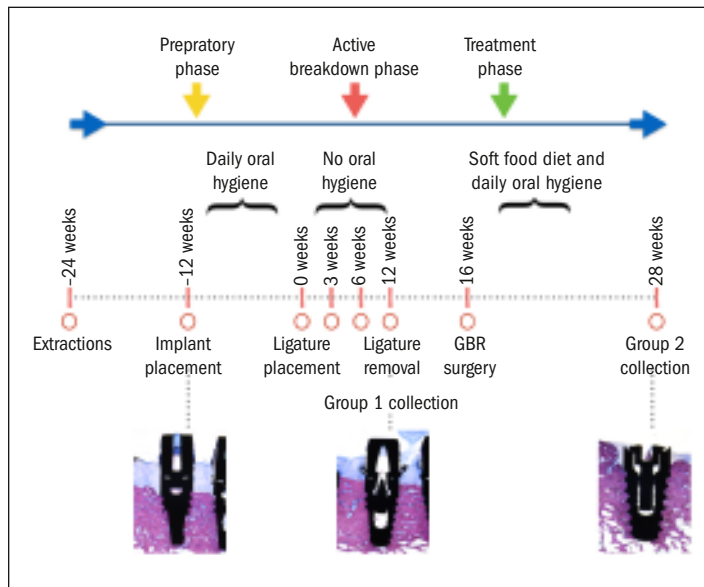 Prepratory
phase
Active
breakdown phase
Treatment
phase
Daily oral
hygiene
No oral
hygiene
Soft food diet and
daily oral hygiene
–24 weeks
–12 weeks
0 weeks
3 weeks
6 weeks
12 weeks
16 weeks
28 weeks
Extractions
Implant
placement
Ligature
placement
Ligature
removal
GBR
surgery
Group 2
collection
Group 1 collection